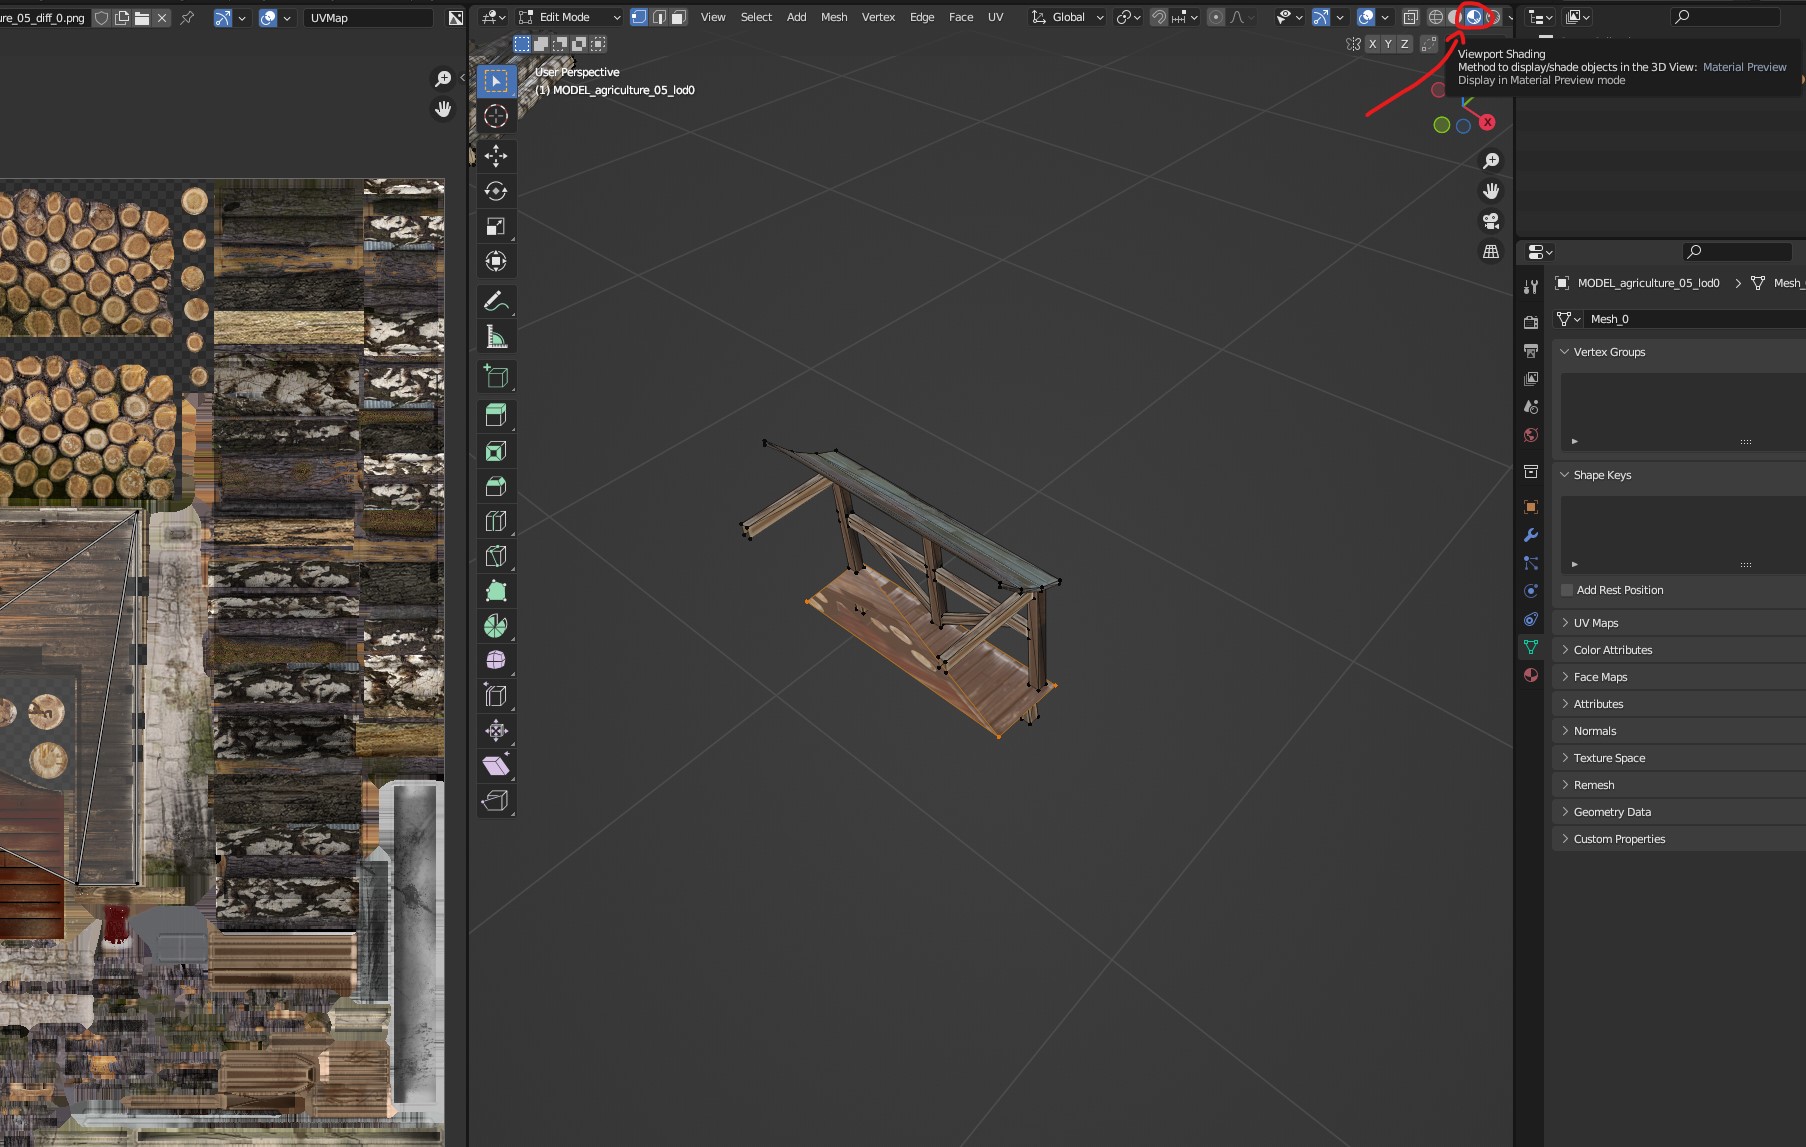 re_05_diff_0.png
UVMap
Edit Mode
View Select Add Mesh Vertex Edge Face UV
Global
X Y Z
User Perspective
(1) MODEL_agriculture_05_lod0
Viewport Shading
Method to display/shade objects in the 3D View: Material Preview
Display in Material Preview mode
X
MODEL_agriculture_05_lod0 > Mesh_
Mesh_0
Vertex Groups
Shape Keys
Add Rest Position
UV Maps
Color Attributes
Face Maps
Attributes
Normals
Texture Space
Remesh
Geometry Data
Custom Properties